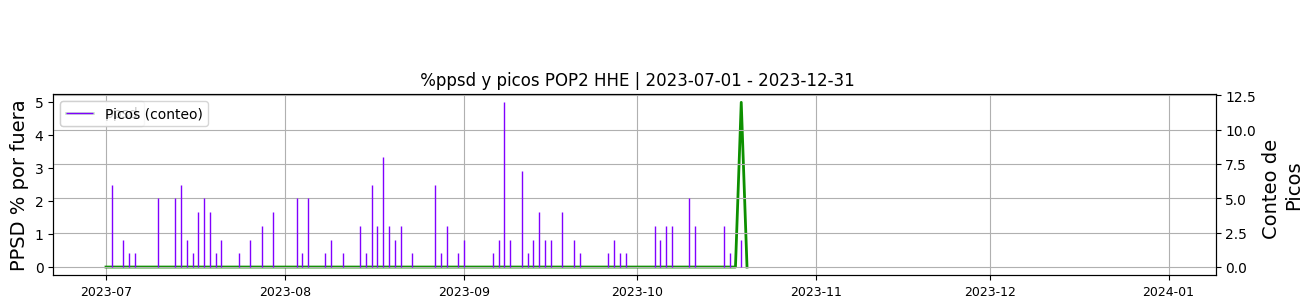 %ppsd y picos POP2 HHE | 2023-07-01 - 2023-12-31
Picos (conteo)
PPSD % por fuera
5
4
3
2
1
0
12.5
10.0
7.5
5.0
2.5
0.0
Conteo de
Picos
2023-07 2023-08 2023-09 2023-10 2023-11 2023-12 2024-01